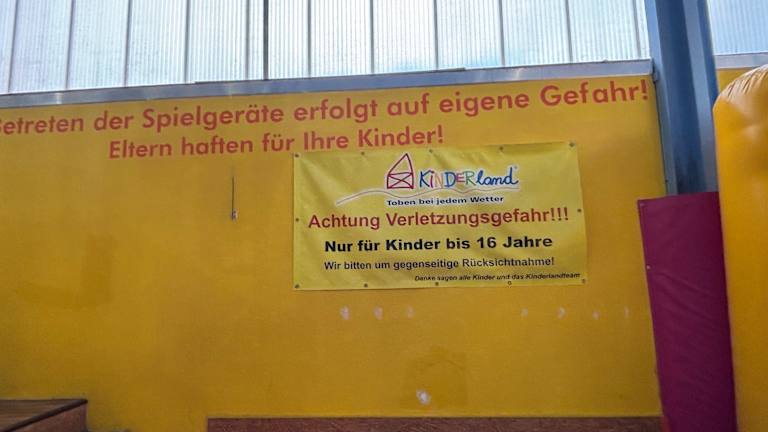 Betreten der Spielgeräte erfolgt auf eigene Gefahr!
Eltern haften für Ihre Kinder!
KiNDERland
Toben bei jedem Wetter
Achtung Verletzungsgefahr!!!
Nur für Kinder bis 16 Jahre
Wir bitten um gegenseitige Rücksichtnahme!
Danke sagen alle Kinder und das Kinderlandteam